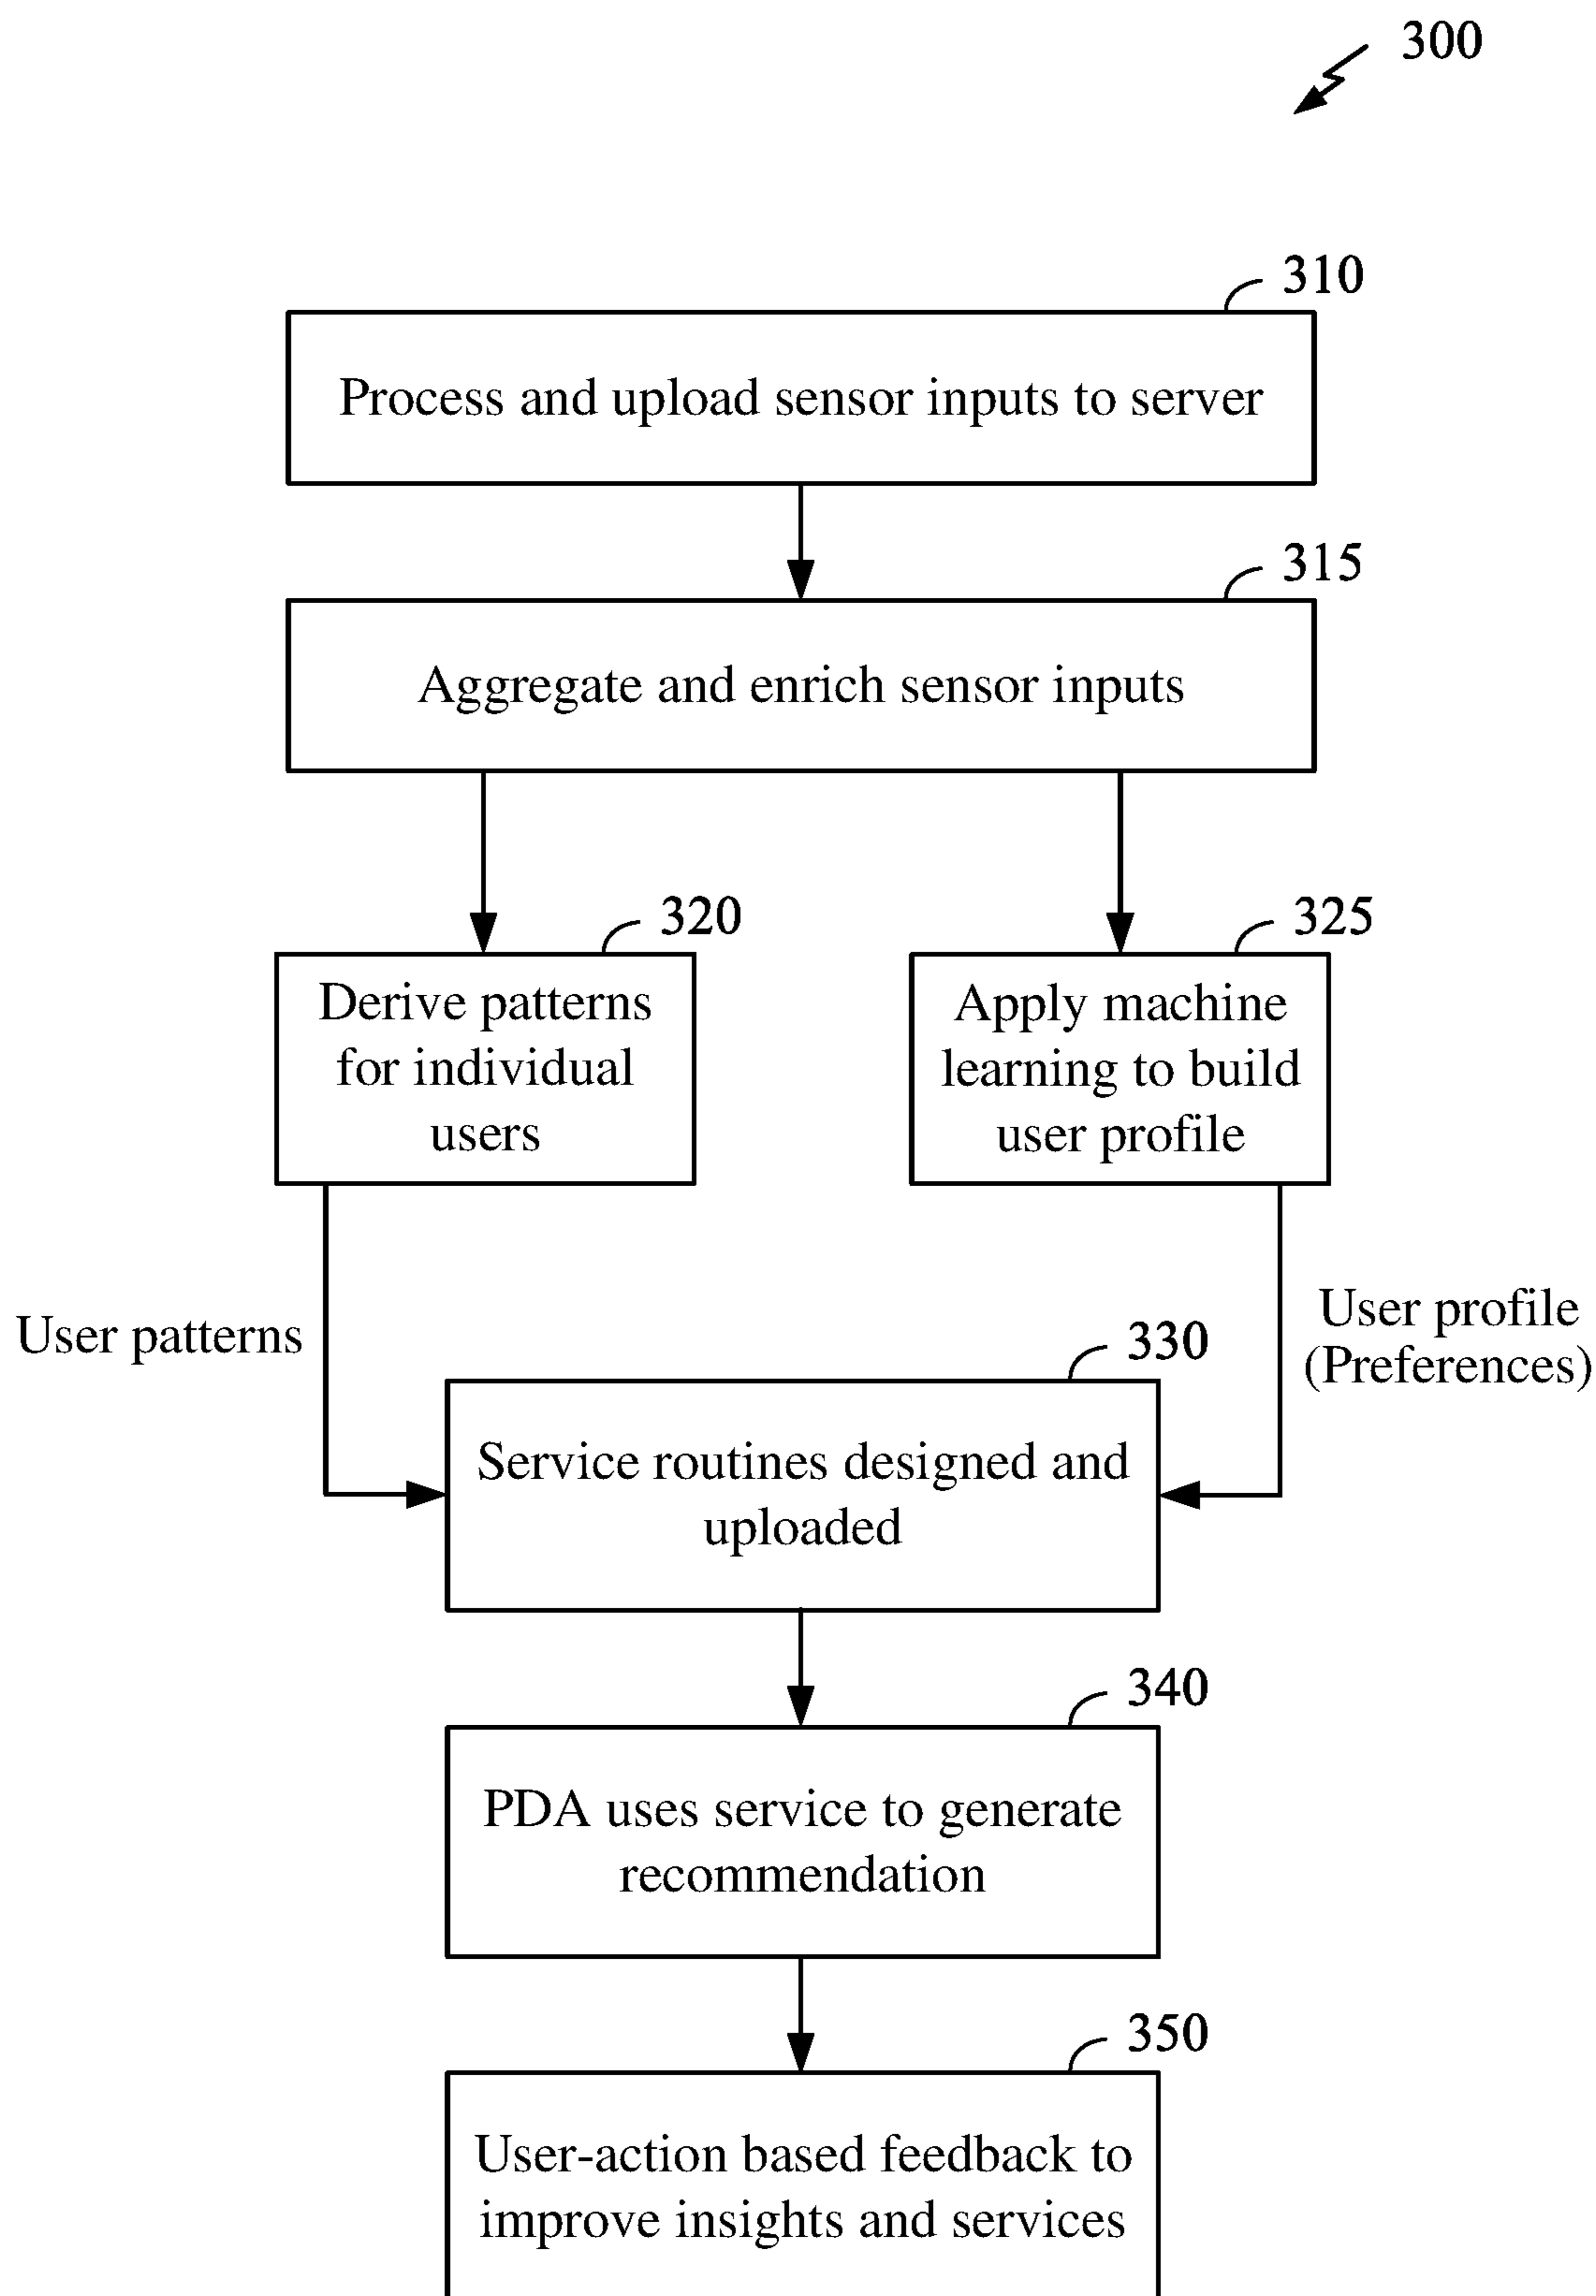 300
310
Process and upload sensor inputs to server
315
Aggregate and enrich sensor inputs
320
Derive patterns
for individual
users
325
Apply machine
learning to build
user profile
User patterns
User profile
(Preferences)
330
Service routines designed and
uploaded
340
PDA uses service to generate
recommendation
350
User-action based feedback to
improve insights and services